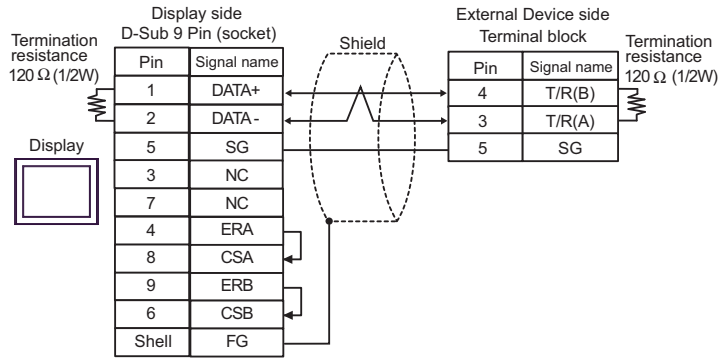 Display side
D-Sub 9 Pin (socket)
External Device side
Terminal block
Termination
resistance
120 Ω (1/2W)
Shield
Termination
resistance
120 Ω (1/2W)
Display
Pin Signal name
1 DATA+
2 DATA-
5 SG
3 NC
7 NC
4 ERA
8 CSA
9 ERB
6 CSB
Shell FG
Pin Signal name
4 T/R(B)
3 T/R(A)
5 SG